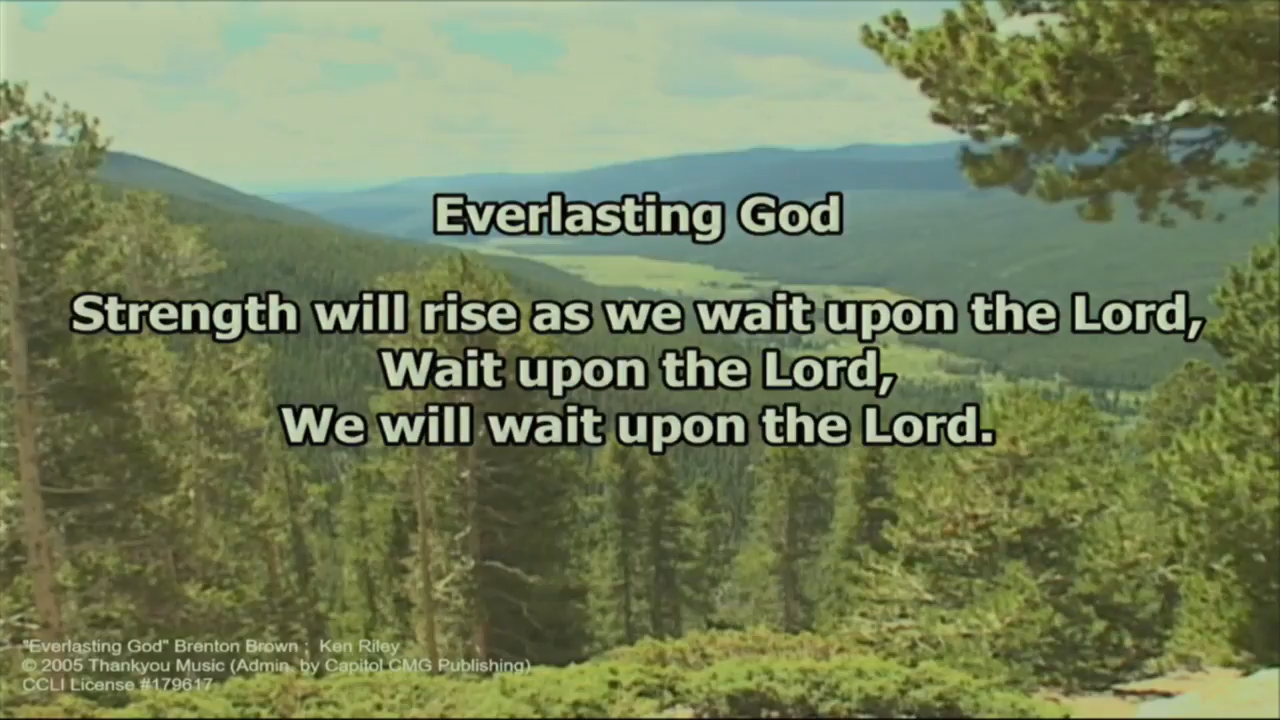 Everlasting God
Strength will rise as we wait upon the Lord,
Wait upon the Lord,
We will wait upon the Lord.
"Everlasting God" Brenton Brown ; Ken Riley
© 2005 Thankyou Music (Admin. by Capitol CMG Publishing)
CCLI License #179617